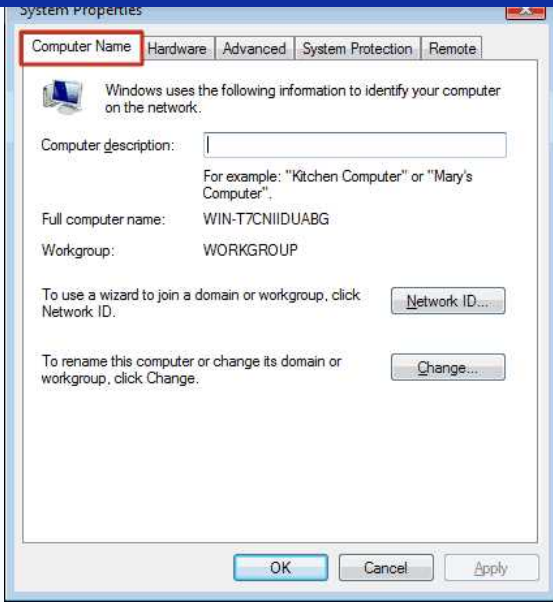 System Properties
Computer Name Hardware Advanced System Protection Remote
Windows uses the following information to identify your computer
on the network.
Computer description:
For example: "Kitchen Computer" or "Mary's
Computer".
Full computer name: WIN-T7CNIIDUABG
Workgroup: WORKGROUP
To use a wizard to join a domain or workgroup, click
Network ID.
Network ID...
To rename this computer or change its domain or
workgroup, click Change.
Change...
OK Cancel Apply